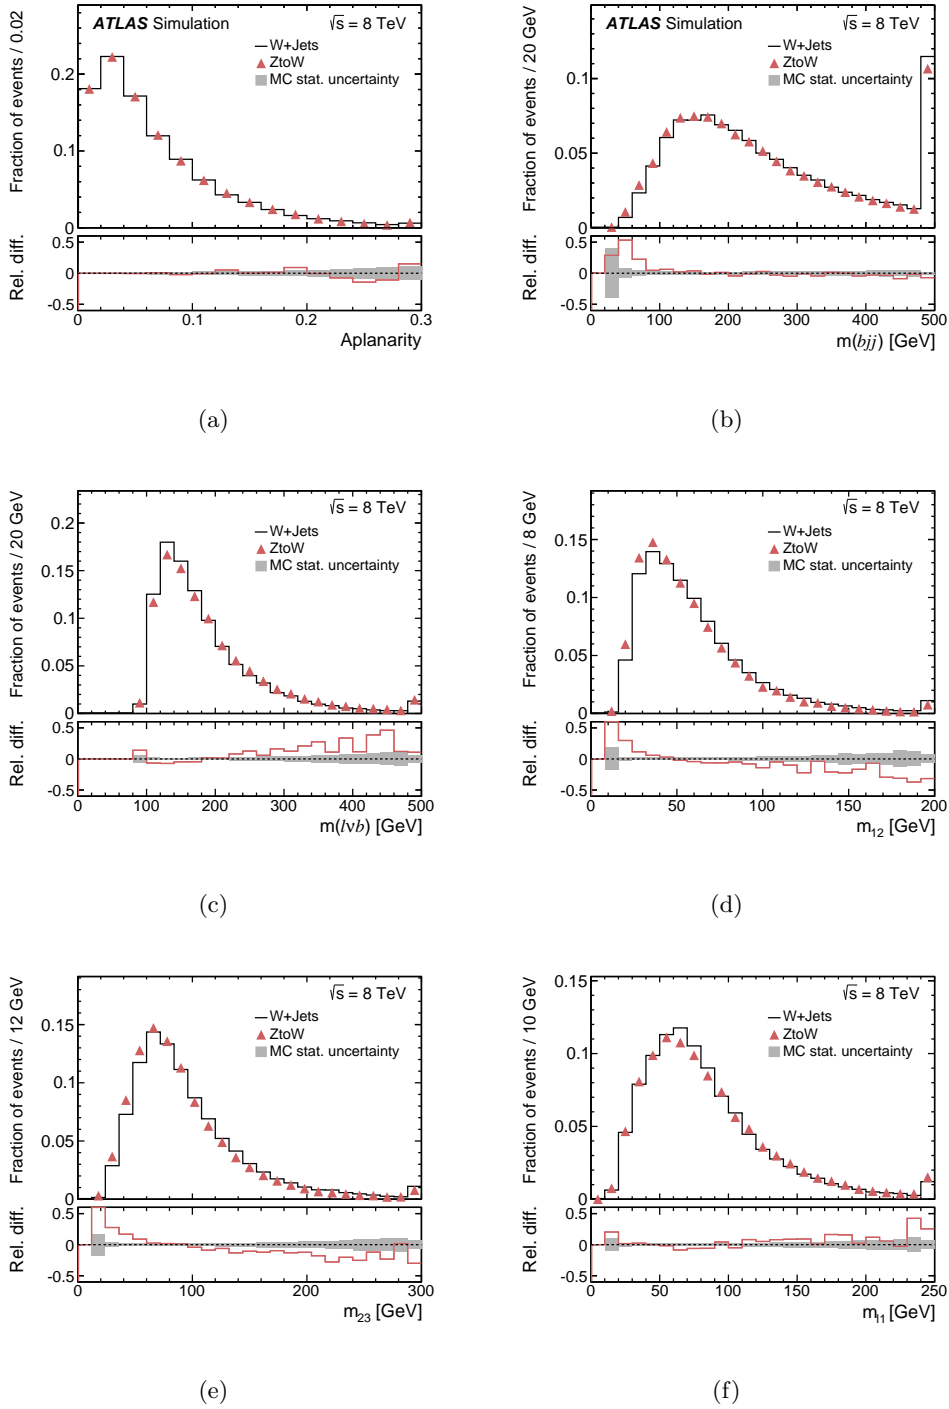 ATLAS Simulation
√s = 8 TeV
W+Jets
ZtoW
MC stat. uncertainty
Fraction of events / 0.02
0.2
0.1
0
Rel. diff.
0.5
0
-0.5
0 0.1 0.2 0.3
Aplanarity
(a)
ATLAS Simulation
√s = 8 TeV
W+Jets
ZtoW
MC stat. uncertainty
Fraction of events / 20 GeV
0.1
0.05
0
Rel. diff.
0.5
0
-0.5
0 100 200 300 400 500
m(bjj) [GeV]
(b)
√s = 8 TeV
W+Jets
ZtoW
MC stat. uncertainty
Fraction of events / 20 GeV
0.2
0.15
0.1
0.05
0
Rel. diff.
0.5
0
-0.5
0 100 200 300 400 500
m(lνb) [GeV]
(c)
√s = 8 TeV
W+Jets
ZtoW
MC stat. uncertainty
Fraction of events / 8 GeV
0.15
0.1
0.05
0
Rel. diff.
0.5
0
-0.5
0 50 100 150 200
m12 [GeV]
(d)
√s = 8 TeV
W+Jets
ZtoW
MC stat. uncertainty
Fraction of events / 12 GeV
0.15
0.1
0.05
0
Rel. diff.
0.5
0
-0.5
0 100 200 300
m23 [GeV]
(e)
√s = 8 TeV
W+Jets
ZtoW
MC stat. uncertainty
Fraction of events / 10 GeV
0.15
0.1
0.05
0
Rel. diff.
0.5
0
-0.5
0 50 100 150 200 250
ml1 [GeV]
(f)